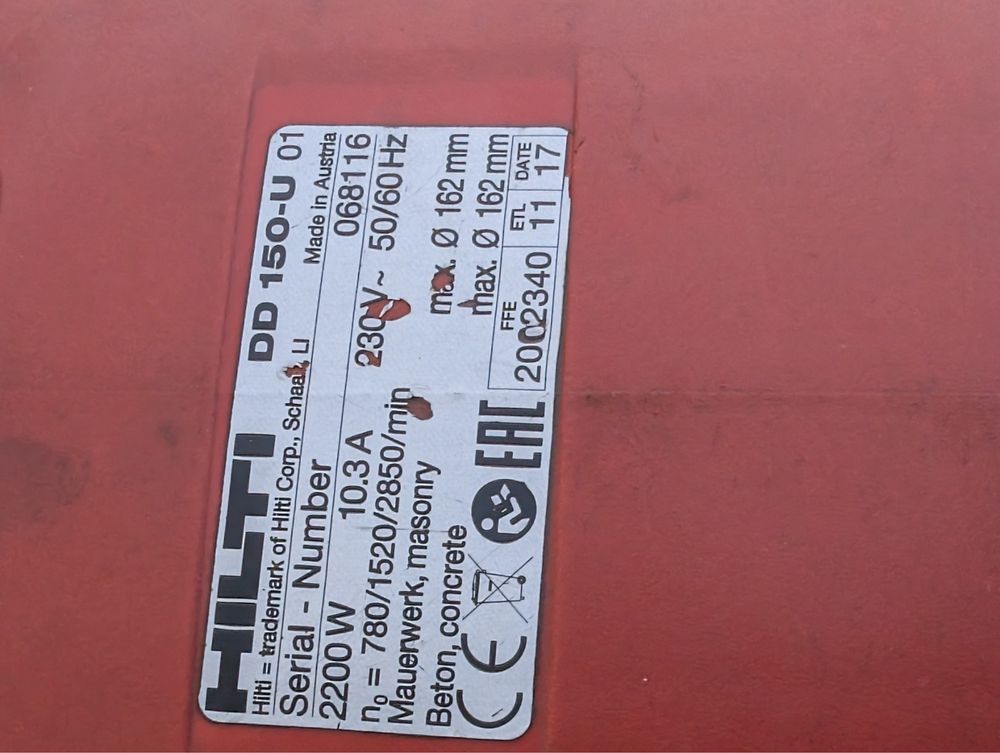 HILTI DD 150-U 01
Hilti = trademark of Hilti Corp., Schaan, LI Made in Austria
Serial - Number 068116
2200 W 10.3 A 230 V~ 50/60 Hz
n₀ = 780/1520/2850/min
Mauerwerk, masonry max. Ø 162 mm
Beton, concrete max. Ø 162 mm
CE EAC FFE ETL DATE
2002340 11 17